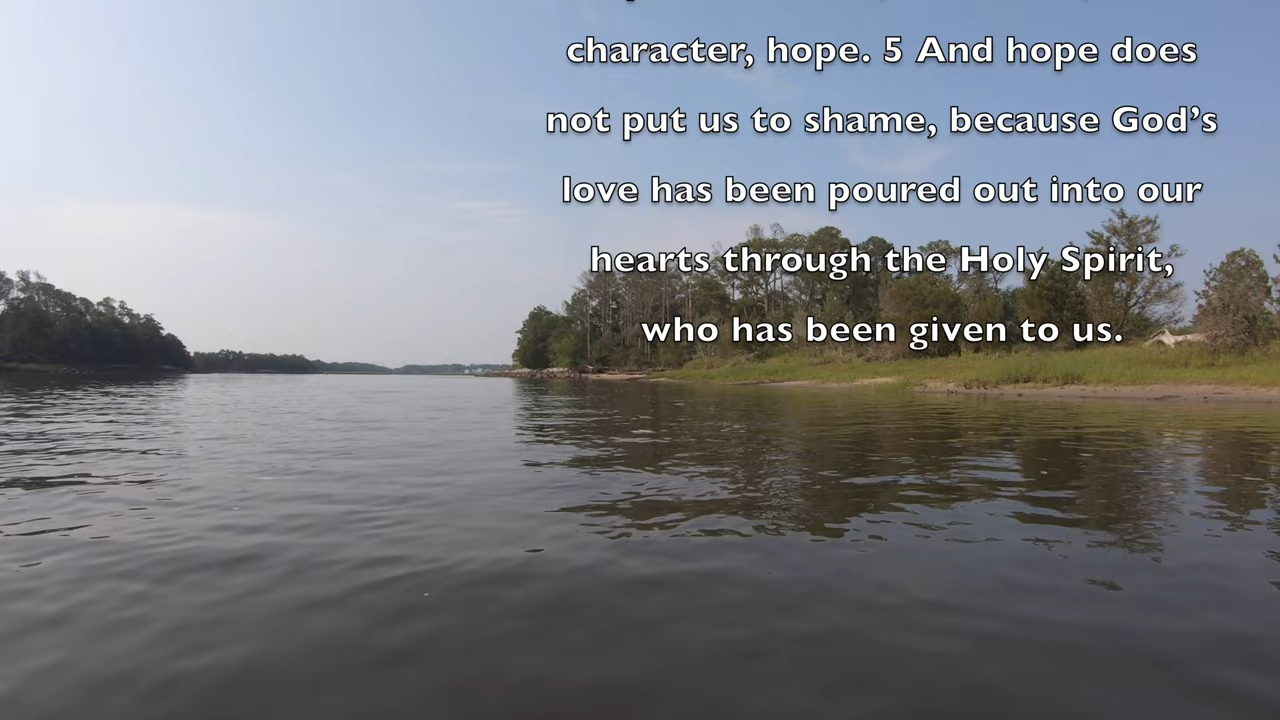 character, hope. 5 And hope does
not put us to shame, because God’s
love has been poured out into our
hearts through the Holy Spirit,
who has been given to us.